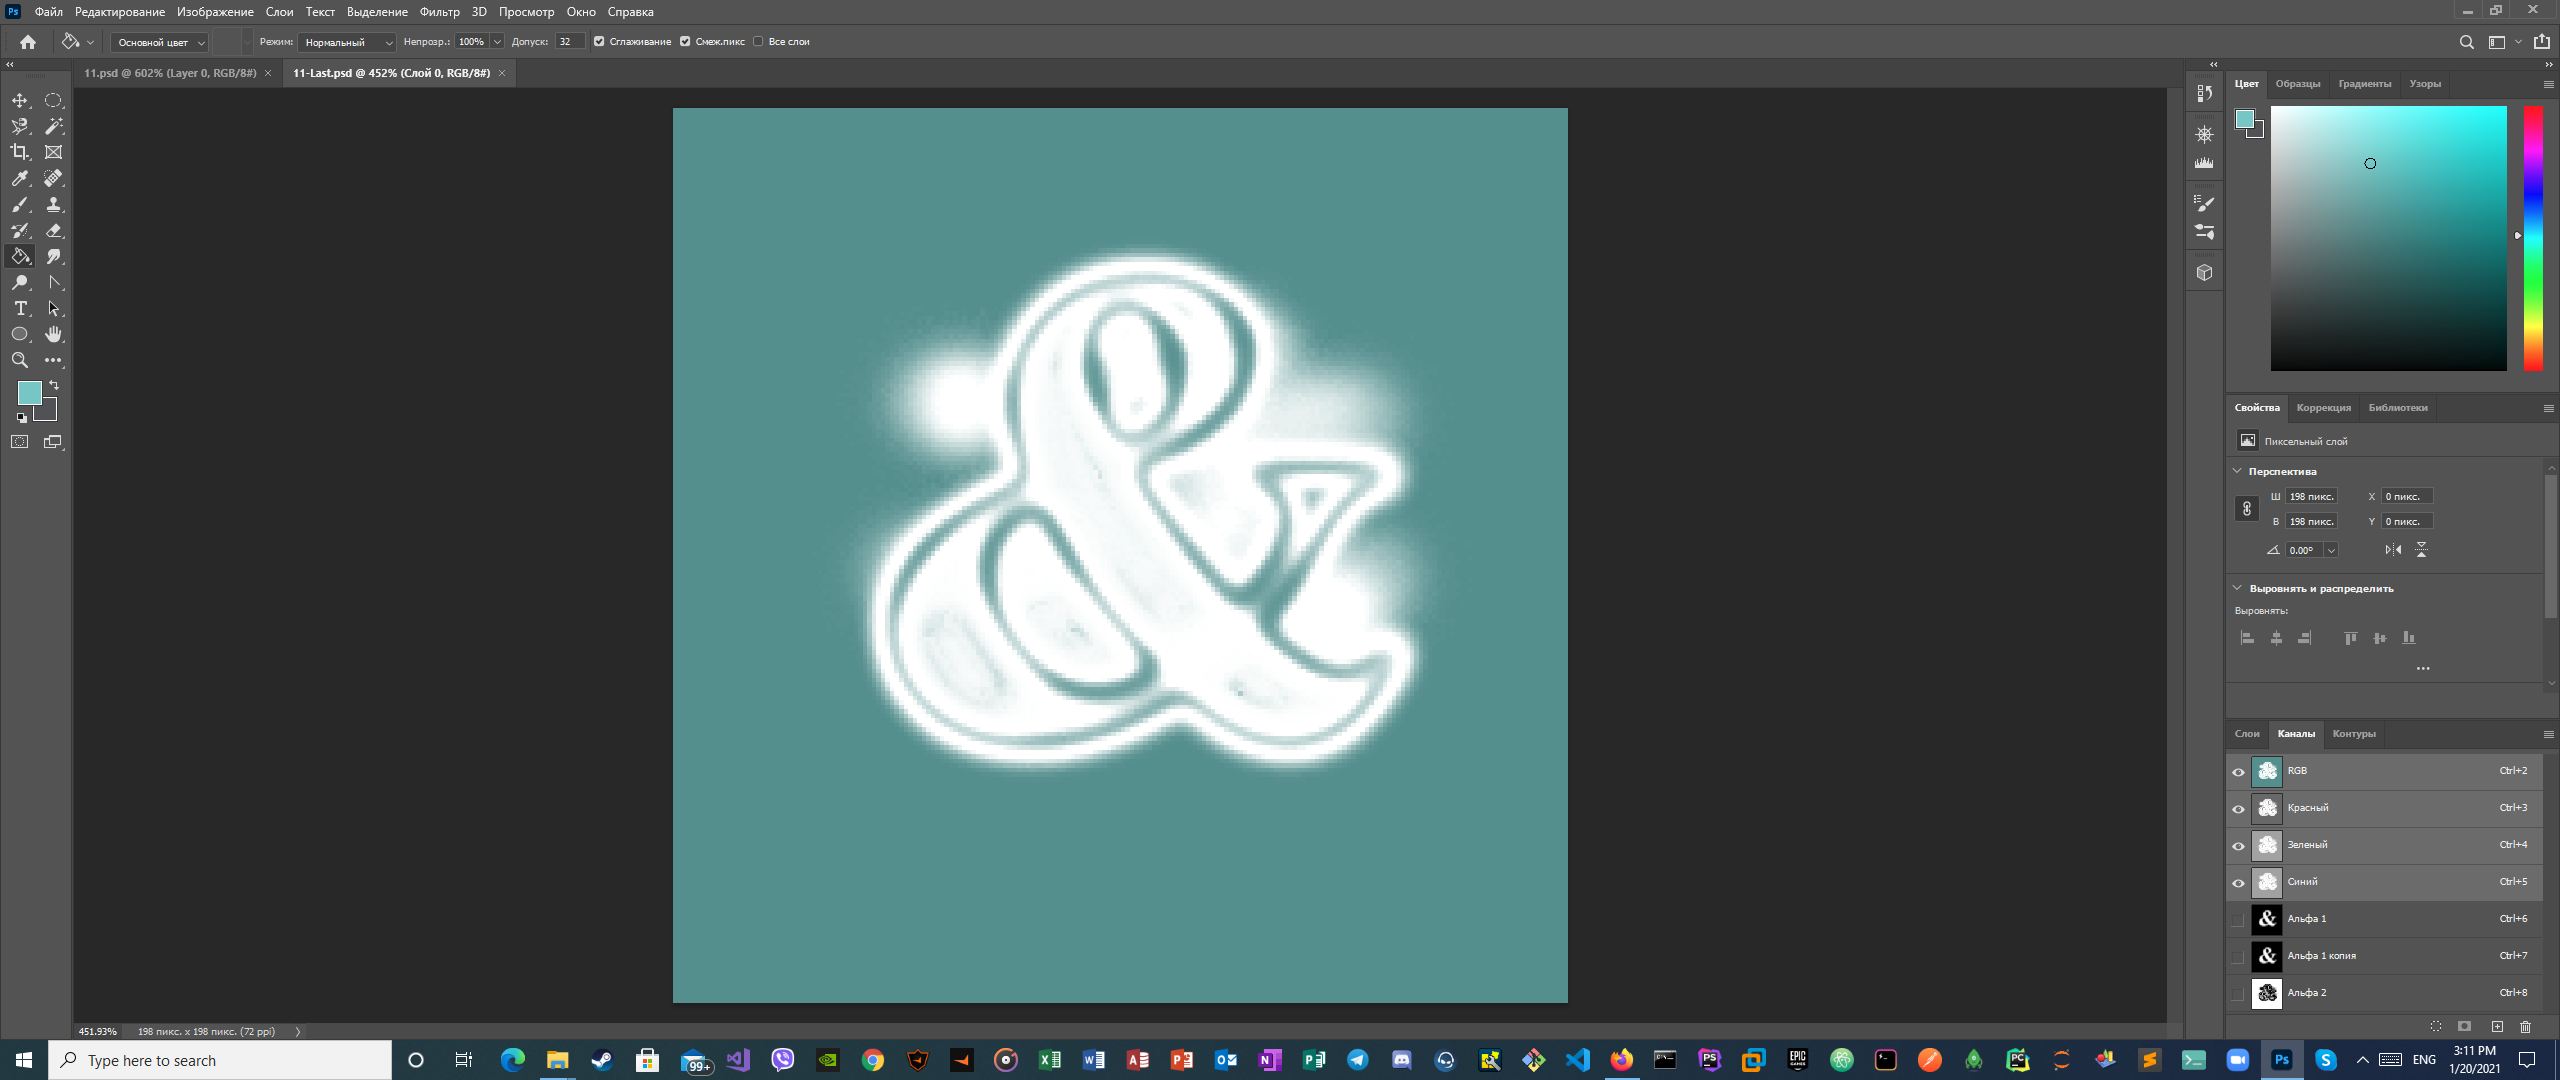 Ps Файл Редактирование Изображение Слои Текст Выделение Фильтр 3D Просмотр Окно Справка
Основной цвет Режим: Нормальный Непрозр.: 100% Допуск: 32 Сглаживание Смеж.пикс Все слои
11.psd @ 602% (Layer 0, RGB/8#) 11-Last.psd @ 452% (Слой 0, RGB/8#)
Цвет Образцы Градиенты Узоры
&
Свойства Коррекция Библиотеки
Пиксельный слой
Перспектива
Ш 198 пикс. X 0 пикс.
В 198 пикс. Y 0 пикс.
0.00°
Выровнять и распределить
Выровнять:
Слои Каналы Контуры
RGB Ctrl+2
Красный Ctrl+3
Зеленый Ctrl+4
Синий Ctrl+5
Альфа 1 Ctrl+6
Альфа 1 копия Ctrl+7
Альфа 2 Ctrl+8
451.93% 198 пикс. x 198 пикс. (72 ppi)
Type here to search
99+
EPIC GAMES
PS
PC
Ps
ENG
3:11 PM
1/20/2021